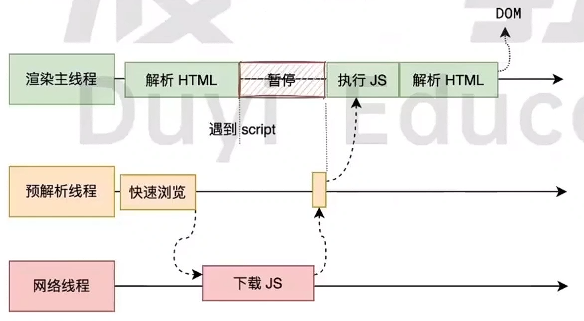 DOM
渲染主线程
解析 HTML
暂停
执行 JS
解析 HTML
Duyi Educ
遇到 script
预解析线程
快速浏览
网络线程
下载 JS